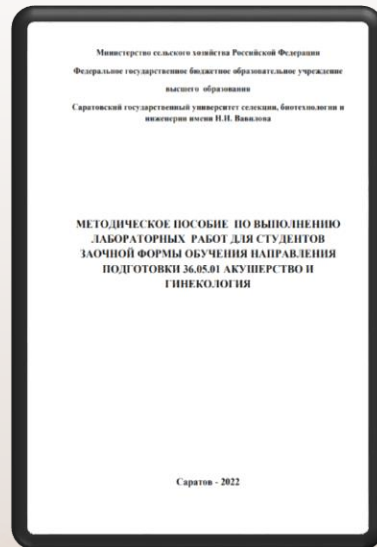 Министерство сельского хозяйства Российской Федерации
Федеральное государственное бюджетное образовательное учреждение
высшего образования
Саратовский государственный университет селекции, биотехнологии и
инженерии имени Н.И. Вавилова
МЕТОДИЧЕСКОЕ ПОСОБИЕ ПО ВЫПОЛНЕНИЮ
ЛАБОРАТОРНЫХ РАБОТ ДЛЯ СТУДЕНТОВ
ЗАОЧНОЙ ФОРМЫ ОБУЧЕНИЯ НАПРАВЛЕНИЯ
ПОДГОТОВКИ 36.05.01 АКУШЕРСТВО И
ГИНЕКОЛОГИЯ
Саратов - 2022